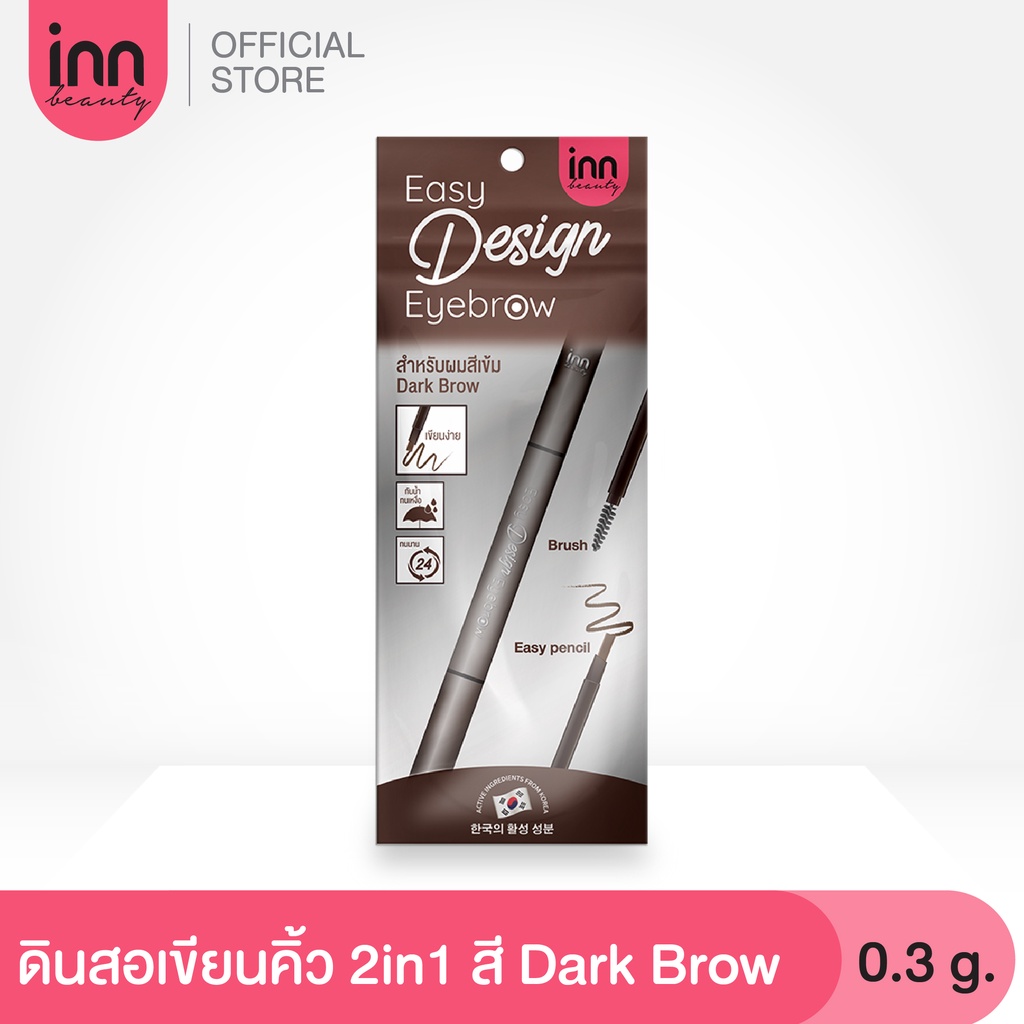 inn
beauty
OFFICIAL
STORE
inn
beauty
Easy
Design
Eyebrow
สำหรับผมสีเข้ม
Dark Brow
เขียนง่าย
กันน้ำ
ทนเหงื่อ
ทนนาน
24
inn
beauty
Easy Design Eyebrow
Brush
Easy pencil
ACTIVE INGREDIENTS FROM KOREA
한국의 활성 성분
ดินสอเขียนคิ้ว 2in1 สี Dark Brow
0.3 g.